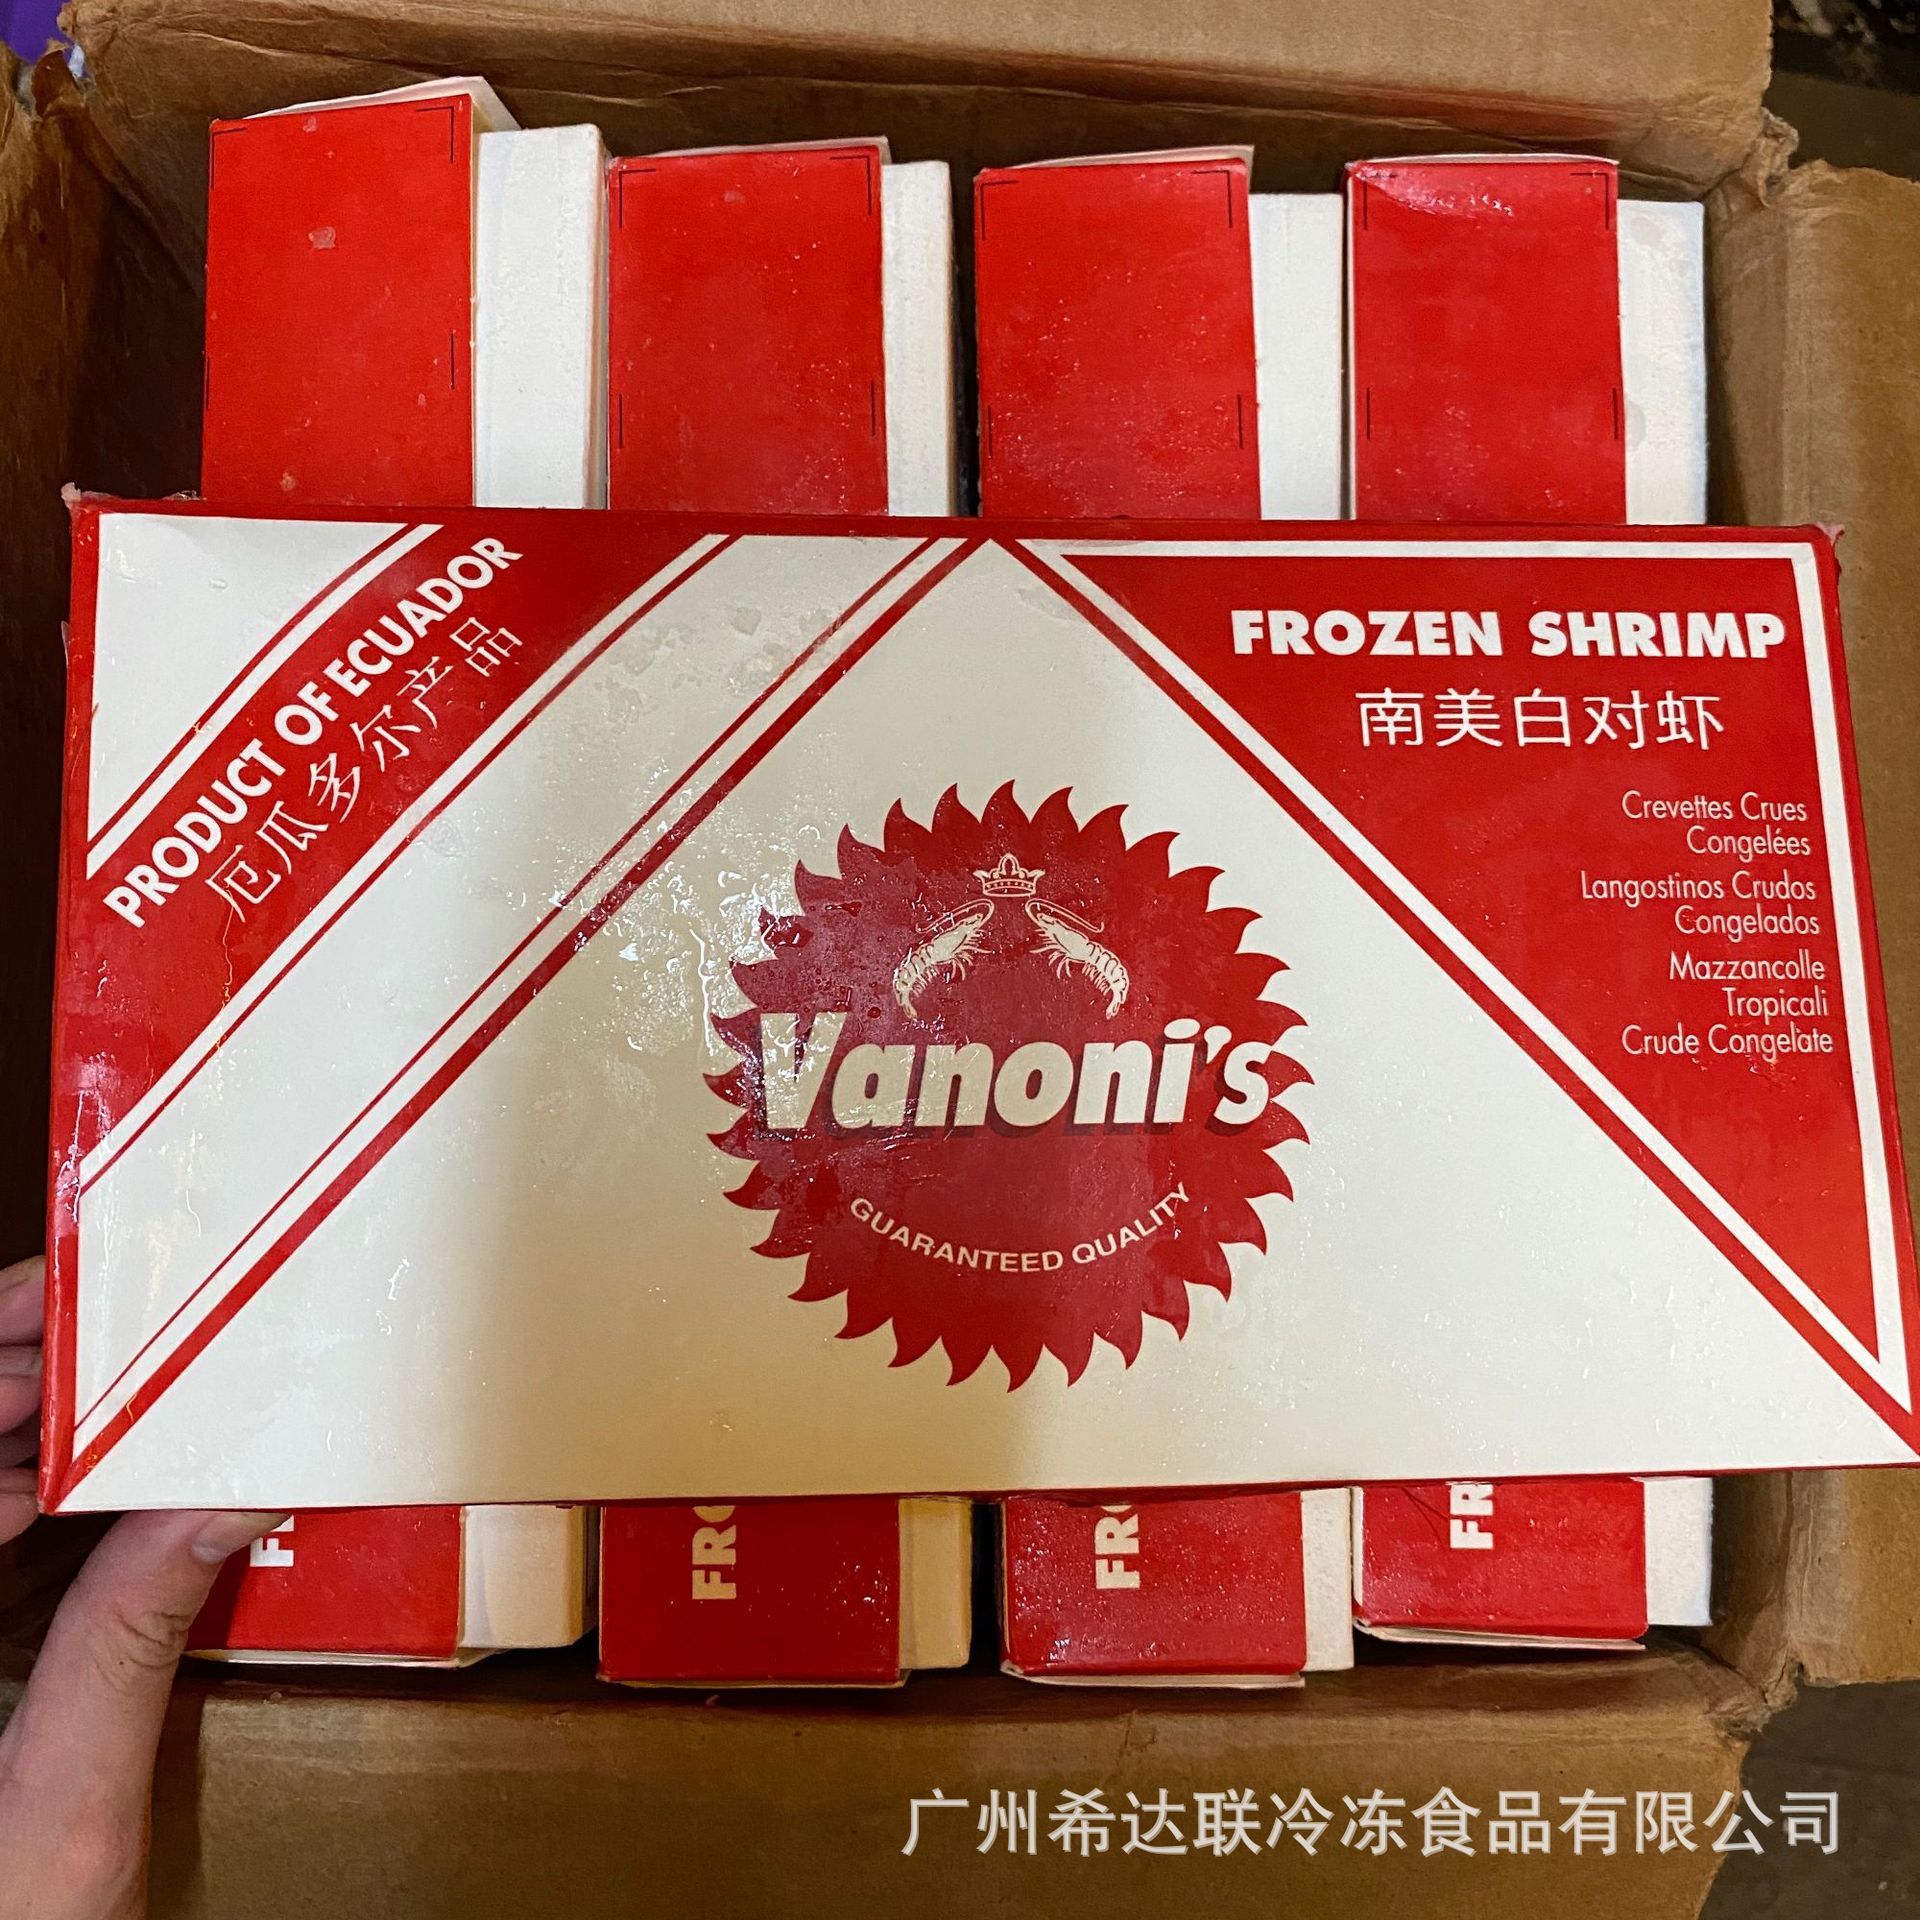 PRODUCT OF ECUADOR
厄瓜多尔产品
FROZEN SHRIMP
南美白对虾
Crevettes Crues
Congelées
Langostinos Crudos
Congelados
Mazzancolle
Tropicali
Crude Congelate
Vanoni's
GUARANTEED QUALITY
FR
FRO
FRO
FR
广州希达联冷冻食品有限公司